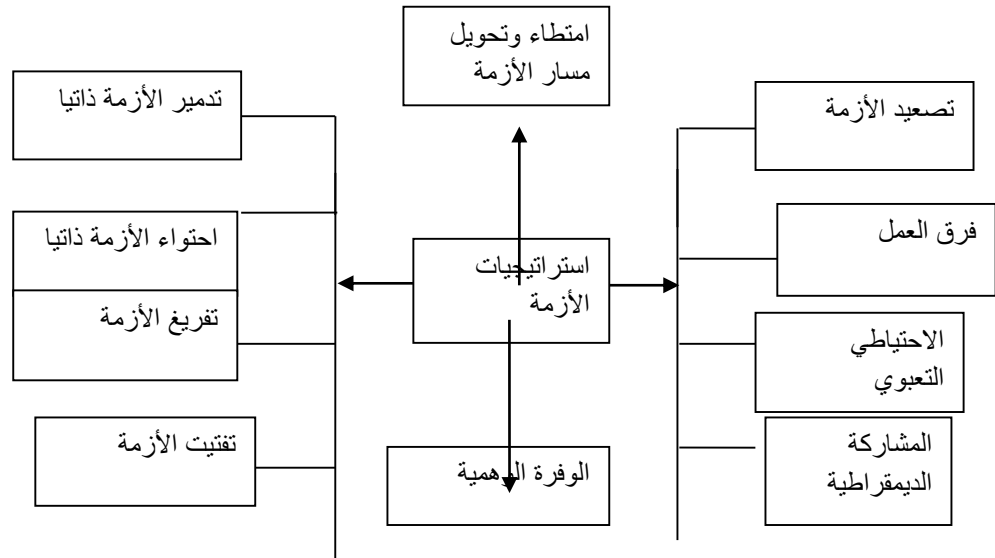 امتطاء وتحويل
مسار الأزمة
تصعيد الأزمة
تدمير الأزمة ذاتيا
فرق العمل
احتواء الأزمة ذاتيا
استراتيجيات
الأزمة
تفريغ الأزمة
الاحتياطي
التعبوي
المشاركة
الديمقراطية
تفتيت الأزمة
الوفرة الوهمية